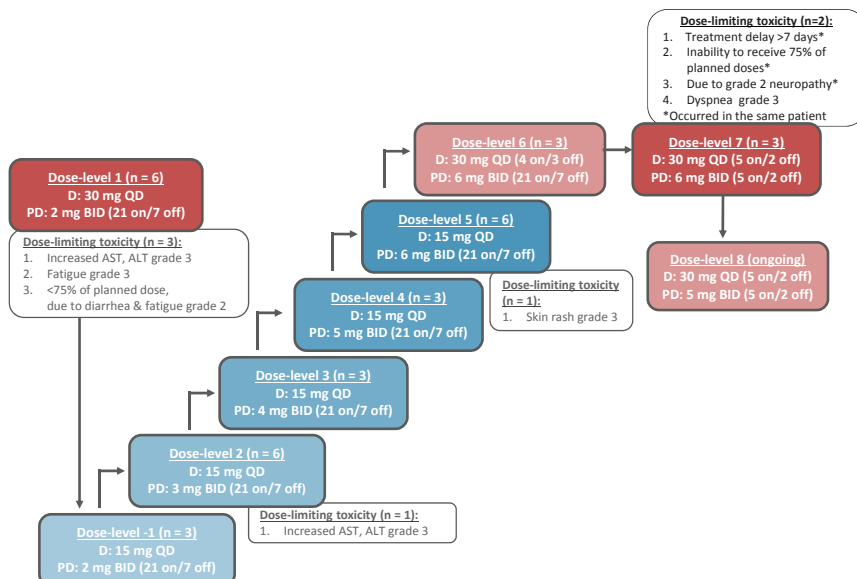 Dose-limiting toxicity (n=2):
1. Treatment delay >7 days*
2. Inability to receive 75% of
planned doses*
3. Due to grade 2 neuropathy*
4. Dyspnea grade 3
*Occurred in the same patient
Dose-level 6 (n = 3)
D: 30 mg QD (4 on/3 off)
PD: 6 mg BID (21 on/7 off)
Dose-level 7 (n = 3)
D: 30 mg QD (5 on/2 off)
PD: 6 mg BID (5 on/2 off)
Dose-level 1 (n = 6)
D: 30 mg QD
PD: 2 mg BID (21 on/7 off)
Dose-limiting toxicity (n = 3):
1. Increased AST, ALT grade 3
2. Fatigue grade 3
3. <75% of planned dose,
due to diarrhea & fatigue grade 2
Dose-level 5 (n = 6)
D: 15 mg QD
PD: 6 mg BID (21 on/7 off)
Dose-level 8 (ongoing)
D: 30 mg QD (5 on/2 off)
PD: 5 mg BID (5 on/2 off)
Dose-limiting toxicity
(n = 1):
1. Skin rash grade 3
Dose-level 4 (n = 3)
D: 15 mg QD
PD: 5 mg BID (21 on/7 off)
Dose-level 3 (n = 3)
D: 15 mg QD
PD: 4 mg BID (21 on/7 off)
Dose-level 2 (n = 6)
D: 15 mg QD
PD: 3 mg BID (21 on/7 off)
Dose-limiting toxicity (n = 1):
1. Increased AST, ALT grade 3
Dose-level -1 (n = 3)
D: 15 mg QD
PD: 2 mg BID (21 on/7 off)